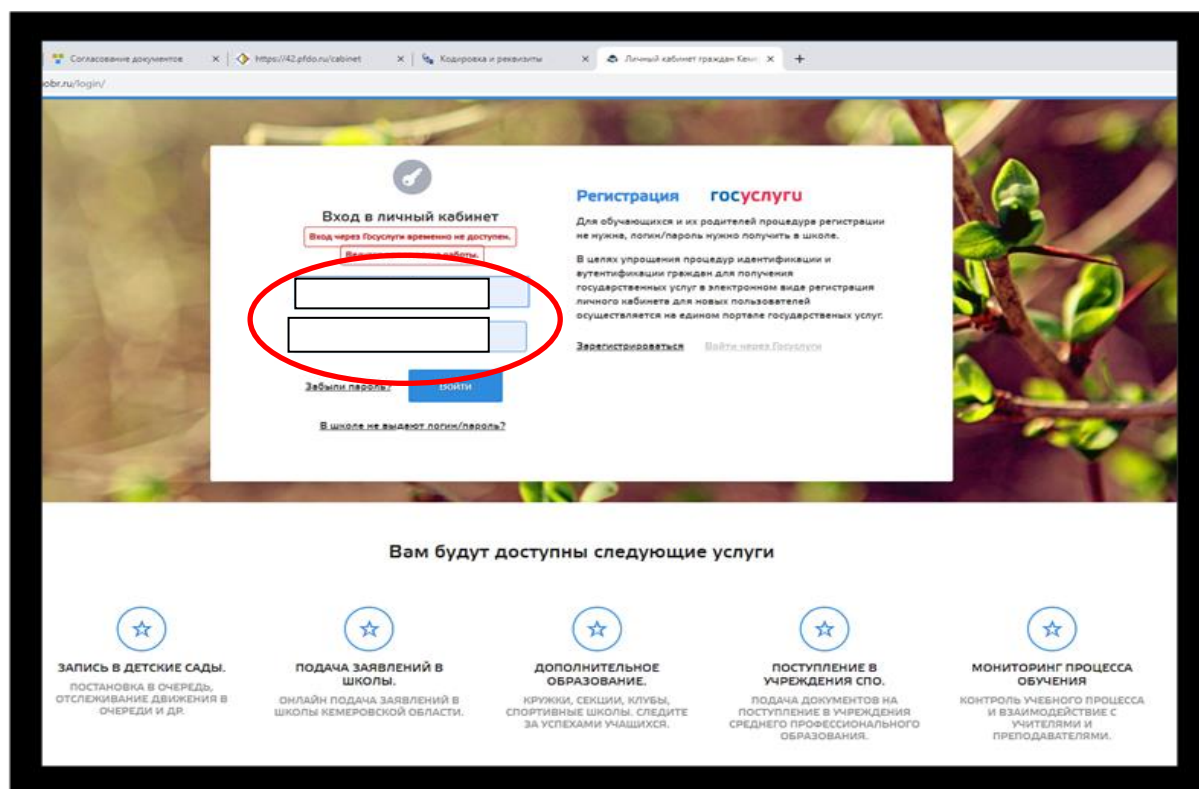 Согласование документов
https://42.pfdo.ru/cabinet
Кодировка и реквизиты
Личный кабинет граждан Кеме
obr.ru/login/
Вход в личный кабинет
Вход через Госуслуги временно не доступен.
работы.
Забыли пароль?
Войти
В школе не выдают логин/пароль?
Регистрация
госуслуги
Для обучающихся и их родителей процедура регистрации
не нужна, логин/пароль нужно получить в школе.
В целях упрощения процедур идентификации и
аутентификации граждан для получения
государственных услуг в электронном виде регистрация
личного кабинета для новых пользователей
осуществляется на едином портале государственых услуг.
Зарегистрироваться
Войти через Госуслуги
Вам будут доступны следующие услуги
ЗАПИСЬ В ДЕТСКИЕ САДЫ.
ПОСТАНОВКА В ОЧЕРЕДЬ,
ОТСЛЕЖИВАНИЕ ДВИЖЕНИЯ В
ОЧЕРЕДИ И ДР.
ПОДАЧА ЗАЯВЛЕНИЙ В
ШКОЛЫ.
ОНЛАЙН ПОДАЧА ЗАЯВЛЕНИЙ В
ШКОЛЫ КЕМЕРОВСКОЙ ОБЛАСТИ.
ДОПОЛНИТЕЛЬНОЕ
ОБРАЗОВАНИЕ.
КРУЖКИ, СЕКЦИИ, КЛУБЫ,
СПОРТИВНЫЕ ШКОЛЫ. СЛЕДИТЕ
ЗА УСПЕХАМИ УЧАЩИХСЯ.
ПОСТУПЛЕНИЕ В
УЧРЕЖДЕНИЯ СПО.
ПОДАЧА ДОКУМЕНТОВ НА
ПОСТУПЛЕНИЕ В УЧРЕЖДЕНИЯ
СРЕДНЕГО ПРОФЕССИОНАЛЬНОГО
ОБРАЗОВАНИЯ.
МОНИТОРИНГ ПРОЦЕССА
ОБУЧЕНИЯ
КОНТРОЛЬ УЧЕБНОГО ПРОЦЕССА
И ВЗАИМОДЕЙСТВИЕ С
УЧИТЕЛЯМИ И
ПРЕПОДАВАТЕЛЯМИ.